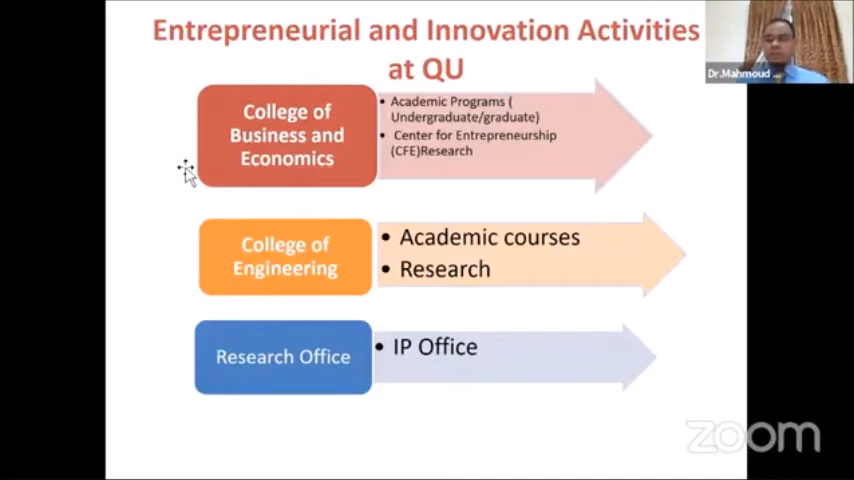 Entrepreneurial and Innovation Activities
at QU
Dr.Mahmoud ...
College of
Business and
Economics
• Academic Programs (
Undergraduate/graduate)
• Center for Entrepreneurship
(CFE)Research
College of
Engineering
• Academic courses
• Research
Research Office
• IP Office
zoom